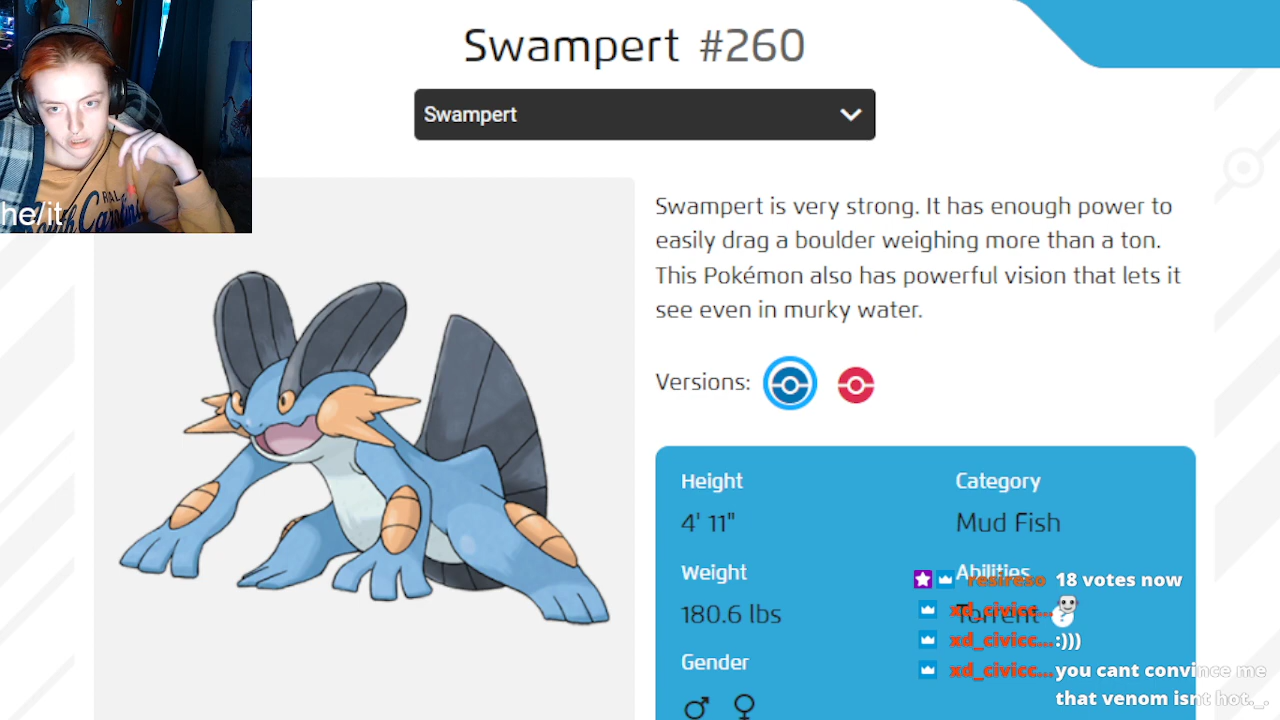 Swampert #260
Swampert
he/it
Swampert is very strong. It has enough power to
easily drag a boulder weighing more than a ton.
This Pokémon also has powerful vision that lets it
see even in murky water.
Versions:
Height
4' 11"
Weight
180.6 lbs
Gender
Category
Mud Fish
Abilities
Torrent
resireso 18 votes now
xd_civicc...
xd_civicc...:)))
xd_civicc...you cant convince me
that venom isnt hot._.